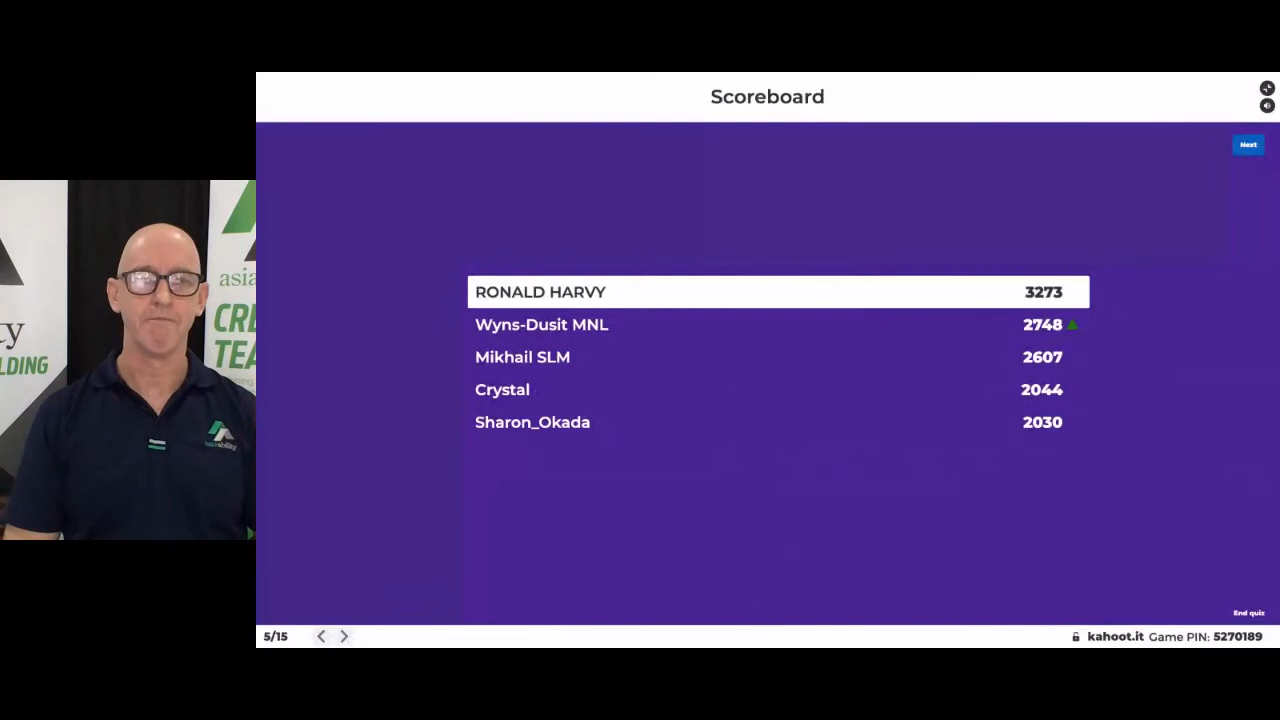 Scoreboard
Next
RONALD HARVY 3273
Wyns-Dusit MNL 2748
Mikhail SLM 2607
Crystal 2044
Sharon_Okada 2030
End quiz
5/15
kahoot.it Game PIN: 5270189
ty
LDING
asia
CRE
TEA